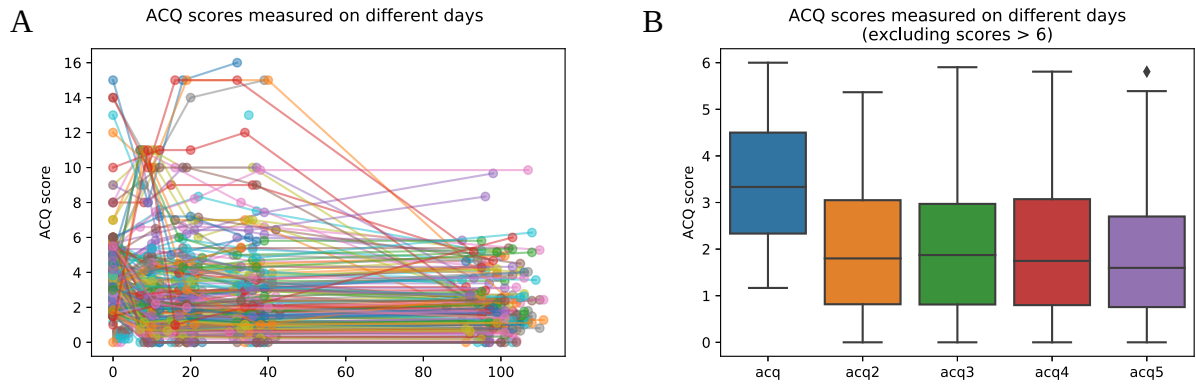 A
ACQ scores measured on different days
ACQ score
16
14
12
10
8
6
4
2
0
0 20 40 60 80 100
B
ACQ scores measured on different days
(excluding scores > 6)
ACQ score
6
5
4
3
2
1
0
acq acq2 acq3 acq4 acq5